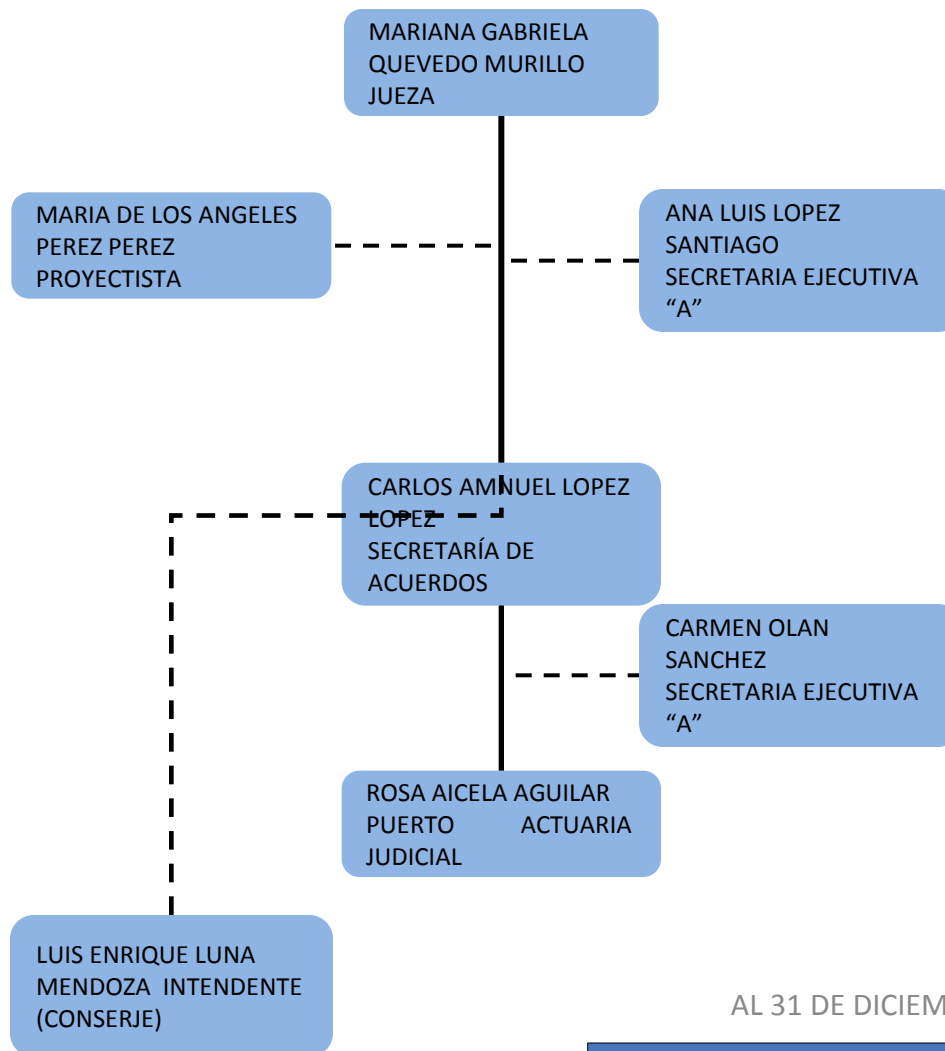 MARIANA GABRIELA
QUEVEDO MURILLO
JUEZA
MARIA DE LOS ANGELES
PEREZ PEREZ
PROYECTISTA
ANA LUIS LOPEZ
SANTIAGO
SECRETARIA EJECUTIVA
“A”
CARLOS AMNUEL LOPEZ
LOPEZ
SECRETARÍA DE
ACUERDOS
CARMEN OLAN
SANCHEZ
SECRETARIA EJECUTIVA
“A”
ROSA AICELA AGUILAR
PUERTO ACTUARIA
JUDICIAL
LUIS ENRIQUE LUNA
MENDOZA INTENDENTE
(CONSERJE)
AL 31 DE DICIEM